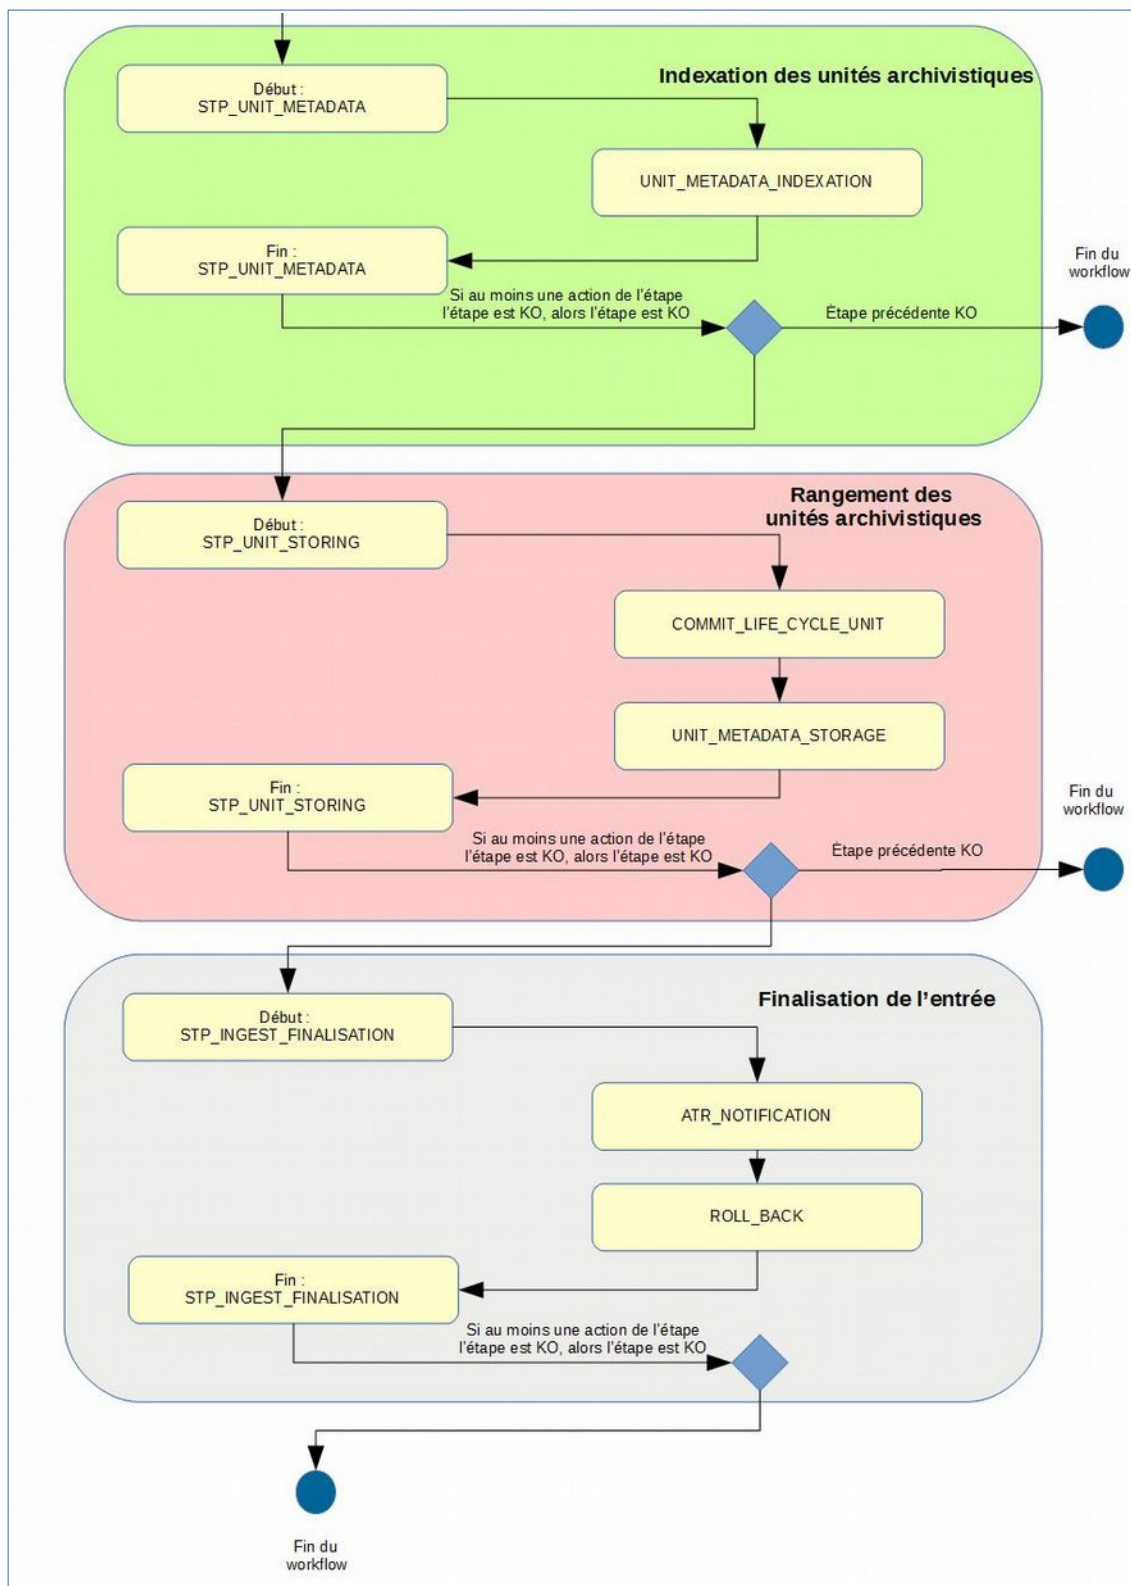 Indexation des unités archivistiques
Début :
STP_UNIT_METADATA
UNIT_METADATA_INDEXATION
Fin :
STP_UNIT_METADATA
Si au moins une action de l'étape
l'étape est KO, alors l'étape est KO
Étape précédente KO
Fin du
workflow
Rangement des
unités archivistiques
Début :
STP_UNIT_STORING
COMMIT_LIFE_CYCLE_UNIT
UNIT_METADATA_STORAGE
Fin :
STP_UNIT_STORING
Si au moins une action de l'étape
l'étape est KO, alors l'étape est KO
Étape précédente KO
Fin du
workflow
Finalisation de l'entrée
Début :
STP_INGEST_FINALISATION
ATR_NOTIFICATION
ROLL_BACK
Fin :
STP_INGEST_FINALISATION
Si au moins une action de l'étape
l'étape est KO, alors l'étape est KO
Fin du
workflow